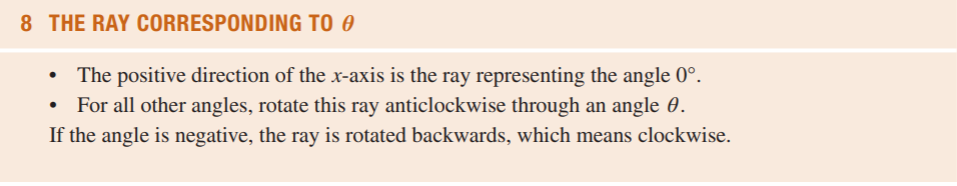 8 THE RAY CORRESPONDING TO θ
• The positive direction of the x-axis is the ray representing the angle 0°.
• For all other angles, rotate this ray anticlockwise through an angle θ.
If the angle is negative, the ray is rotated backwards, which means clockwise.